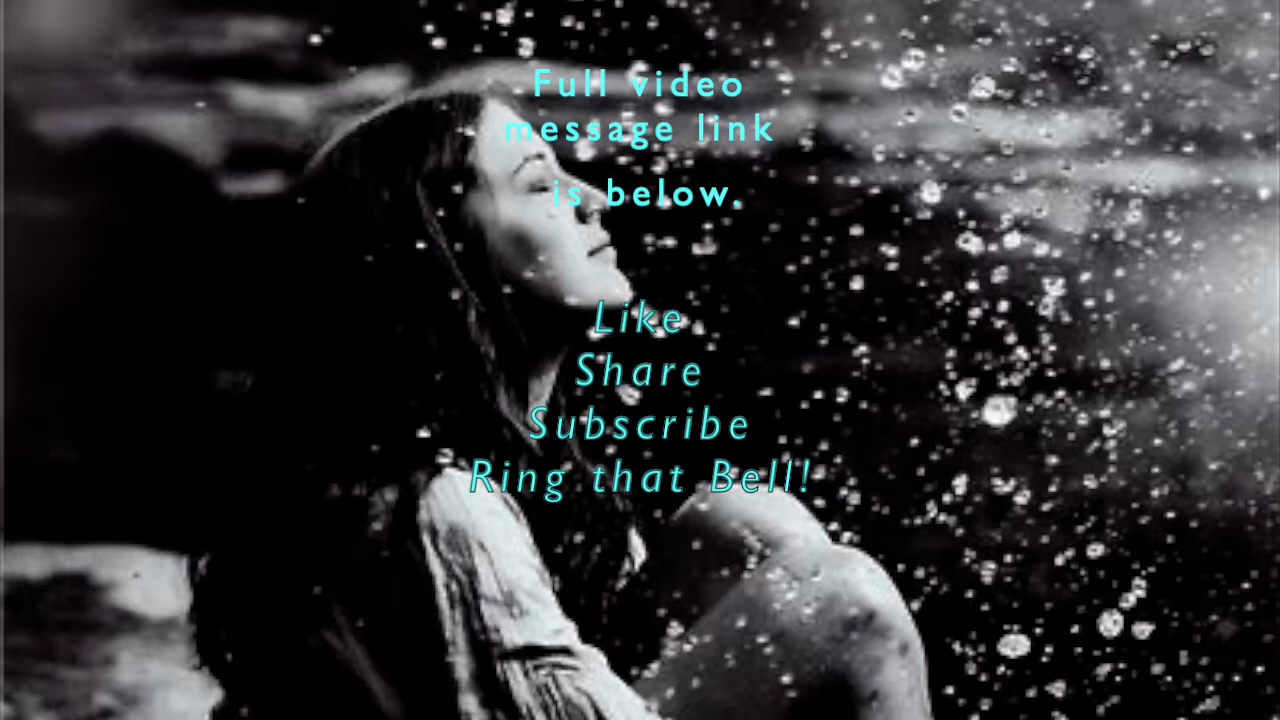 Full video
message link
is below.
Like
Share
Subscribe
Ring that Bell!